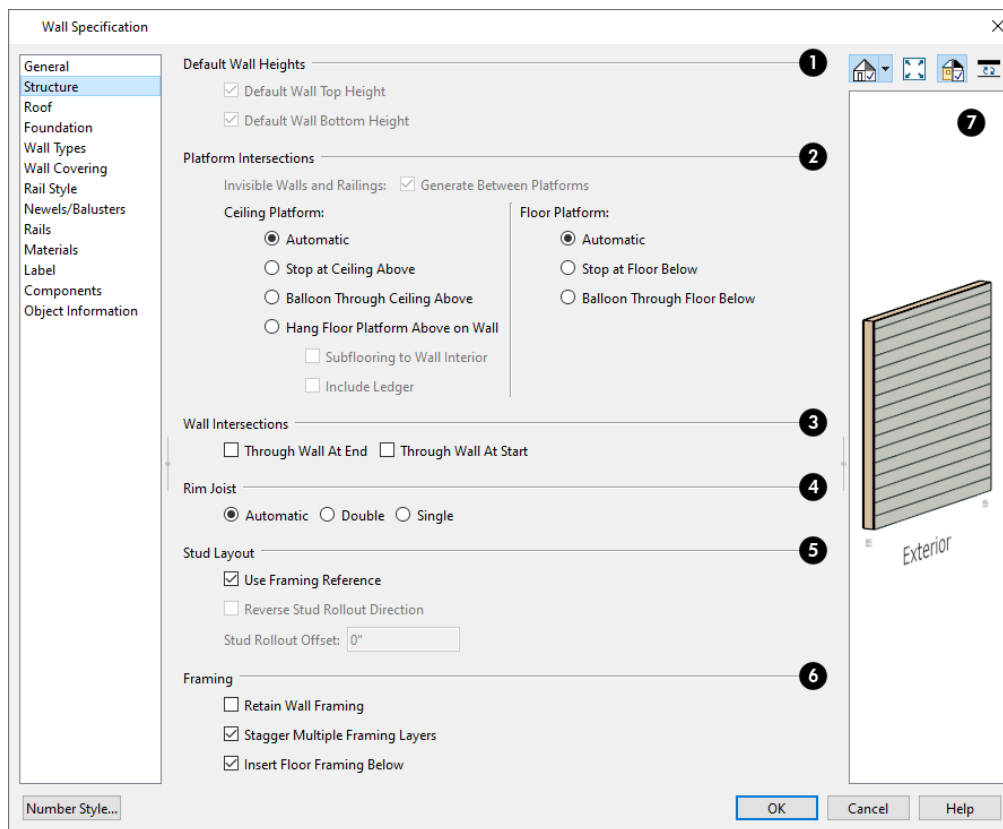 Wall Specification
General
Structure
Roof
Foundation
Wall Types
Wall Covering
Rail Style
Newels/Balusters
Rails
Materials
Label
Components
Object Information
Default Wall Heights 1
Default Wall Top Height
Default Wall Bottom Height
Platform Intersections 2
Invisible Walls and Railings: Generate Between Platforms
Ceiling Platform:
Automatic
Stop at Ceiling Above
Balloon Through Ceiling Above
Hang Floor Platform Above on Wall
Subflooring to Wall Interior
Include Ledger
Floor Platform:
Automatic
Stop at Floor Below
Balloon Through Floor Below
Wall Intersections 3
Through Wall At End Through Wall At Start
Rim Joist 4
Automatic Double Single
Stud Layout 5
Use Framing Reference
Reverse Stud Rollout Direction
Stud Rollout Offset: 0"
Framing 6
Retain Wall Framing
Stagger Multiple Framing Layers
Insert Floor Framing Below
7
Exterior
Number Style... OK Cancel Help